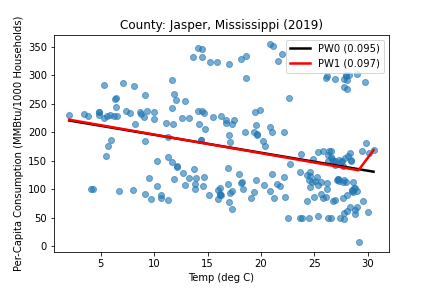 County: Jasper, Mississippi (2019)
PW0 (0.095)
PW1 (0.097)
Per-Capita Consumption (MMBtu/1000 Households)
350
300
250
200
150
100
50
0
5 10 15 20 25 30
Temp (deg C)